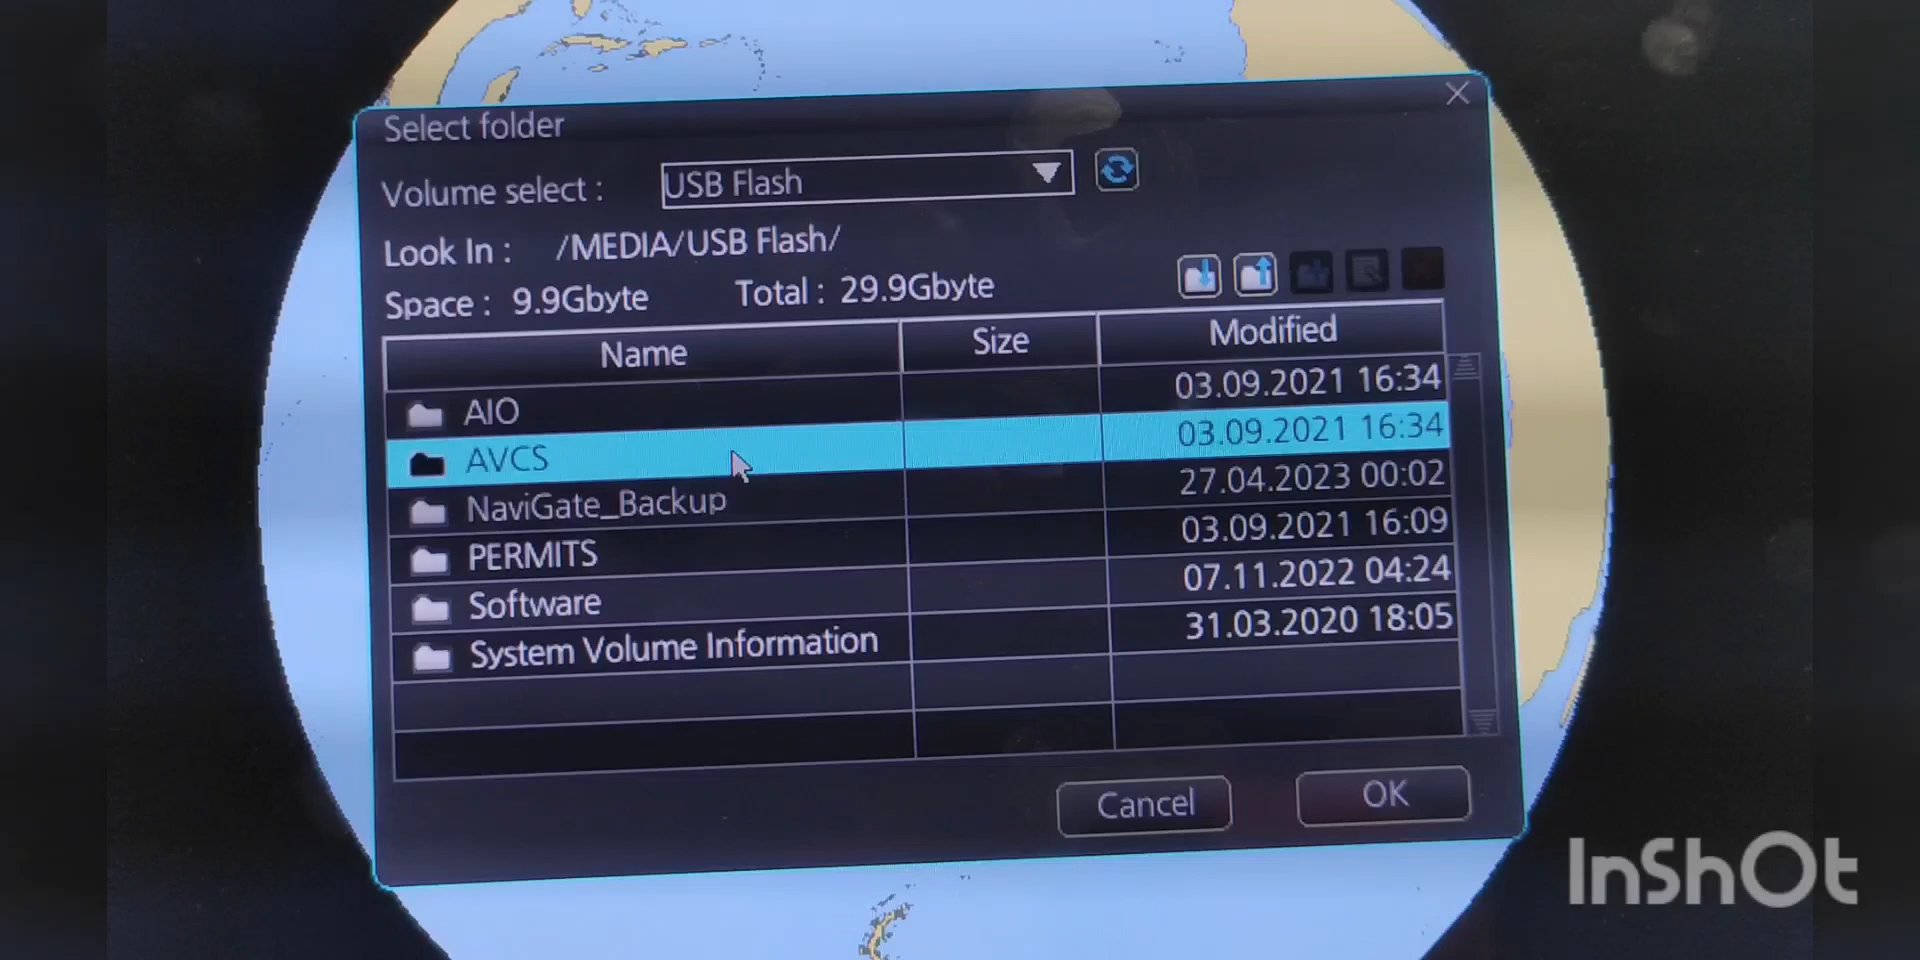 Select folder
Volume select : USB Flash
Look In : /MEDIA/USB Flash/
Space : 9.9Gbyte Total : 29.9Gbyte
Name Size Modified
AIO 03.09.2021 16:34
AVCS 03.09.2021 16:34
NaviGate_Backup 27.04.2023 00:02
PERMITS 03.09.2021 16:09
Software 07.11.2022 04:24
System Volume Information 31.03.2020 18:05
Cancel OK
InShOt